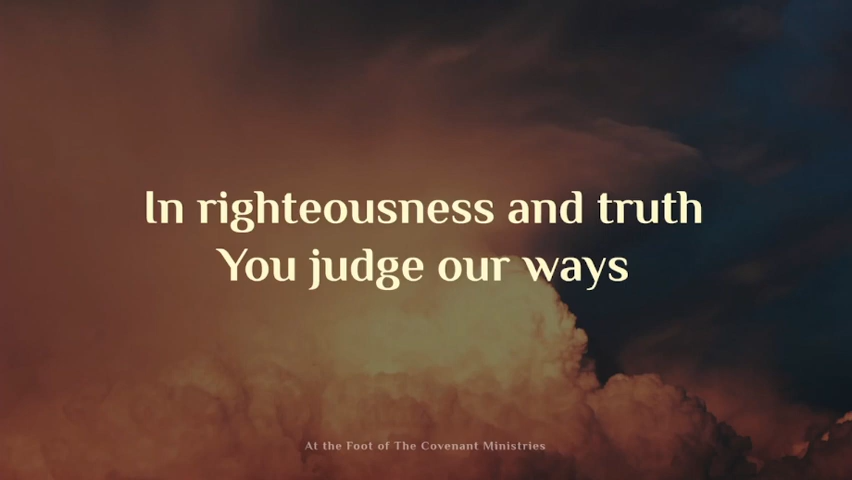 In righteousness and truth
You judge our ways
At the Foot of The Covenant Ministries